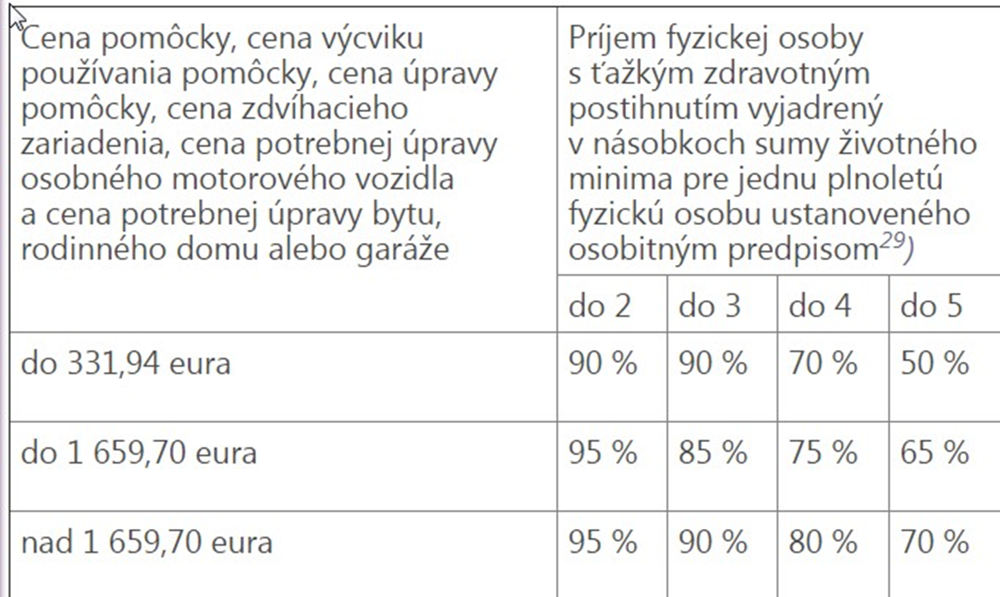 Cena pomôcky, cena výcviku
používania pomôcky, cena úpravy
pomôcky, cena zdvíhacieho
zariadenia, cena potrebnej úpravy
osobného motorového vozidla
a cena potrebnej úpravy bytu,
rodinného domu alebo garáže
Príjem fyzickej osoby
s ťažkým zdravotným
postihnutím vyjadrený
v násobkoch sumy životného
minima pre jednu plnoletú
fyzickú osobu ustanoveného
osobitným predpisom29)
do 2 do 3 do 4 do 5
do 331,94 eura 90 % 90 % 70 % 50 %
do 1 659,70 eura 95 % 85 % 75 % 65 %
nad 1 659,70 eura 95 % 90 % 80 % 70 %